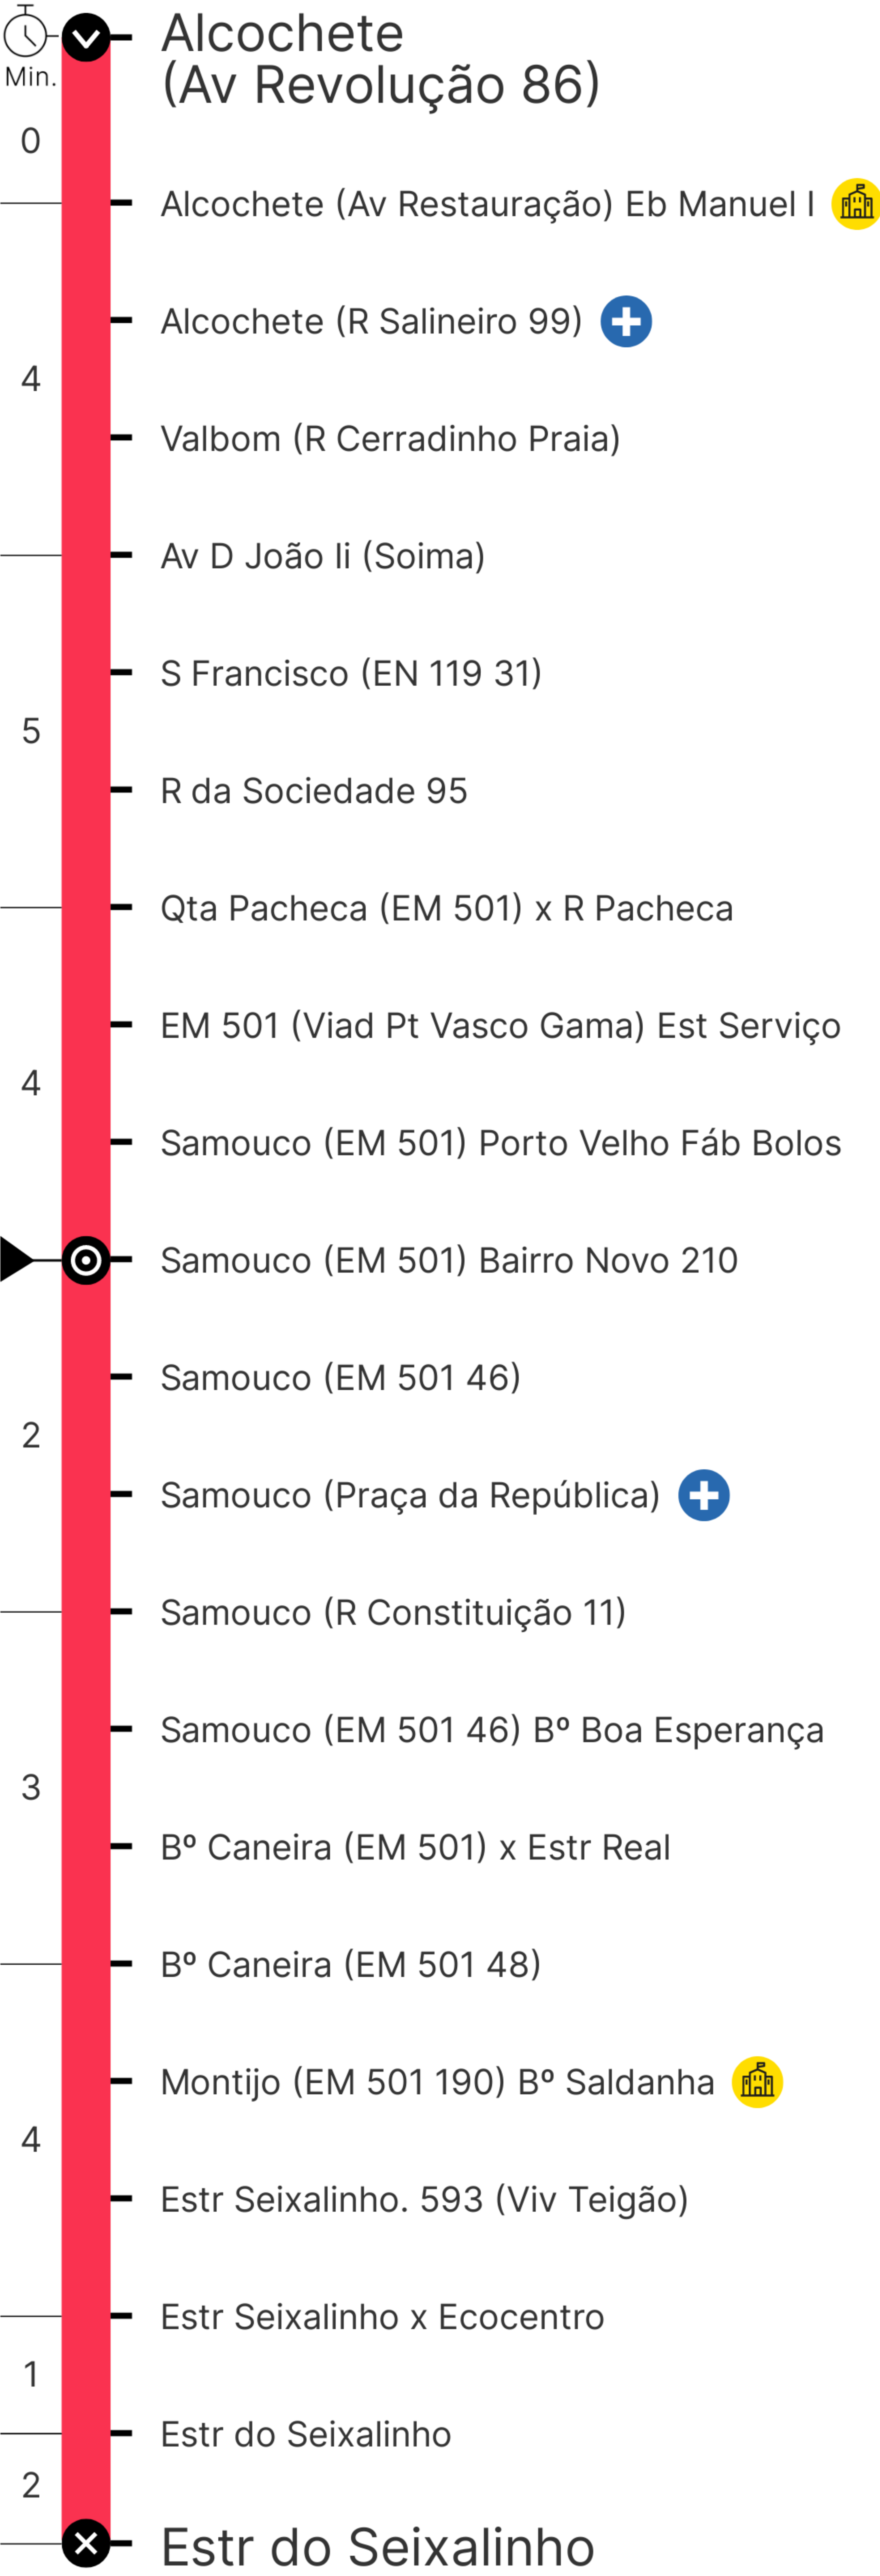 Alcochete
(Av Revolução 86)
Min.
0
Alcochete (Av Restauração) Eb Manuel I
Alcochete (R Salineiro 99)
4
Valbom (R Cerradinho Praia)
Av D João Ii (Soima)
S Francisco (EN 119 31)
5
R da Sociedade 95
Qta Pacheca (EM 501) x R Pacheca
EM 501 (Viad Pt Vasco Gama) Est Serviço
4
Samouco (EM 501) Porto Velho Fáb Bolos
Samouco (EM 501) Bairro Novo 210
Samouco (EM 501 46)
2
Samouco (Praça da República)
Samouco (R Constituição 11)
Samouco (EM 501 46) Bº Boa Esperança
3
Bº Caneira (EM 501) x Estr Real
Bº Caneira (EM 501 48)
Montijo (EM 501 190) Bº Saldanha
4
Estr Seixalinho. 593 (Viv Teigão)
Estr Seixalinho x Ecocentro
1
Estr do Seixalinho
2
Estr do Seixalinho